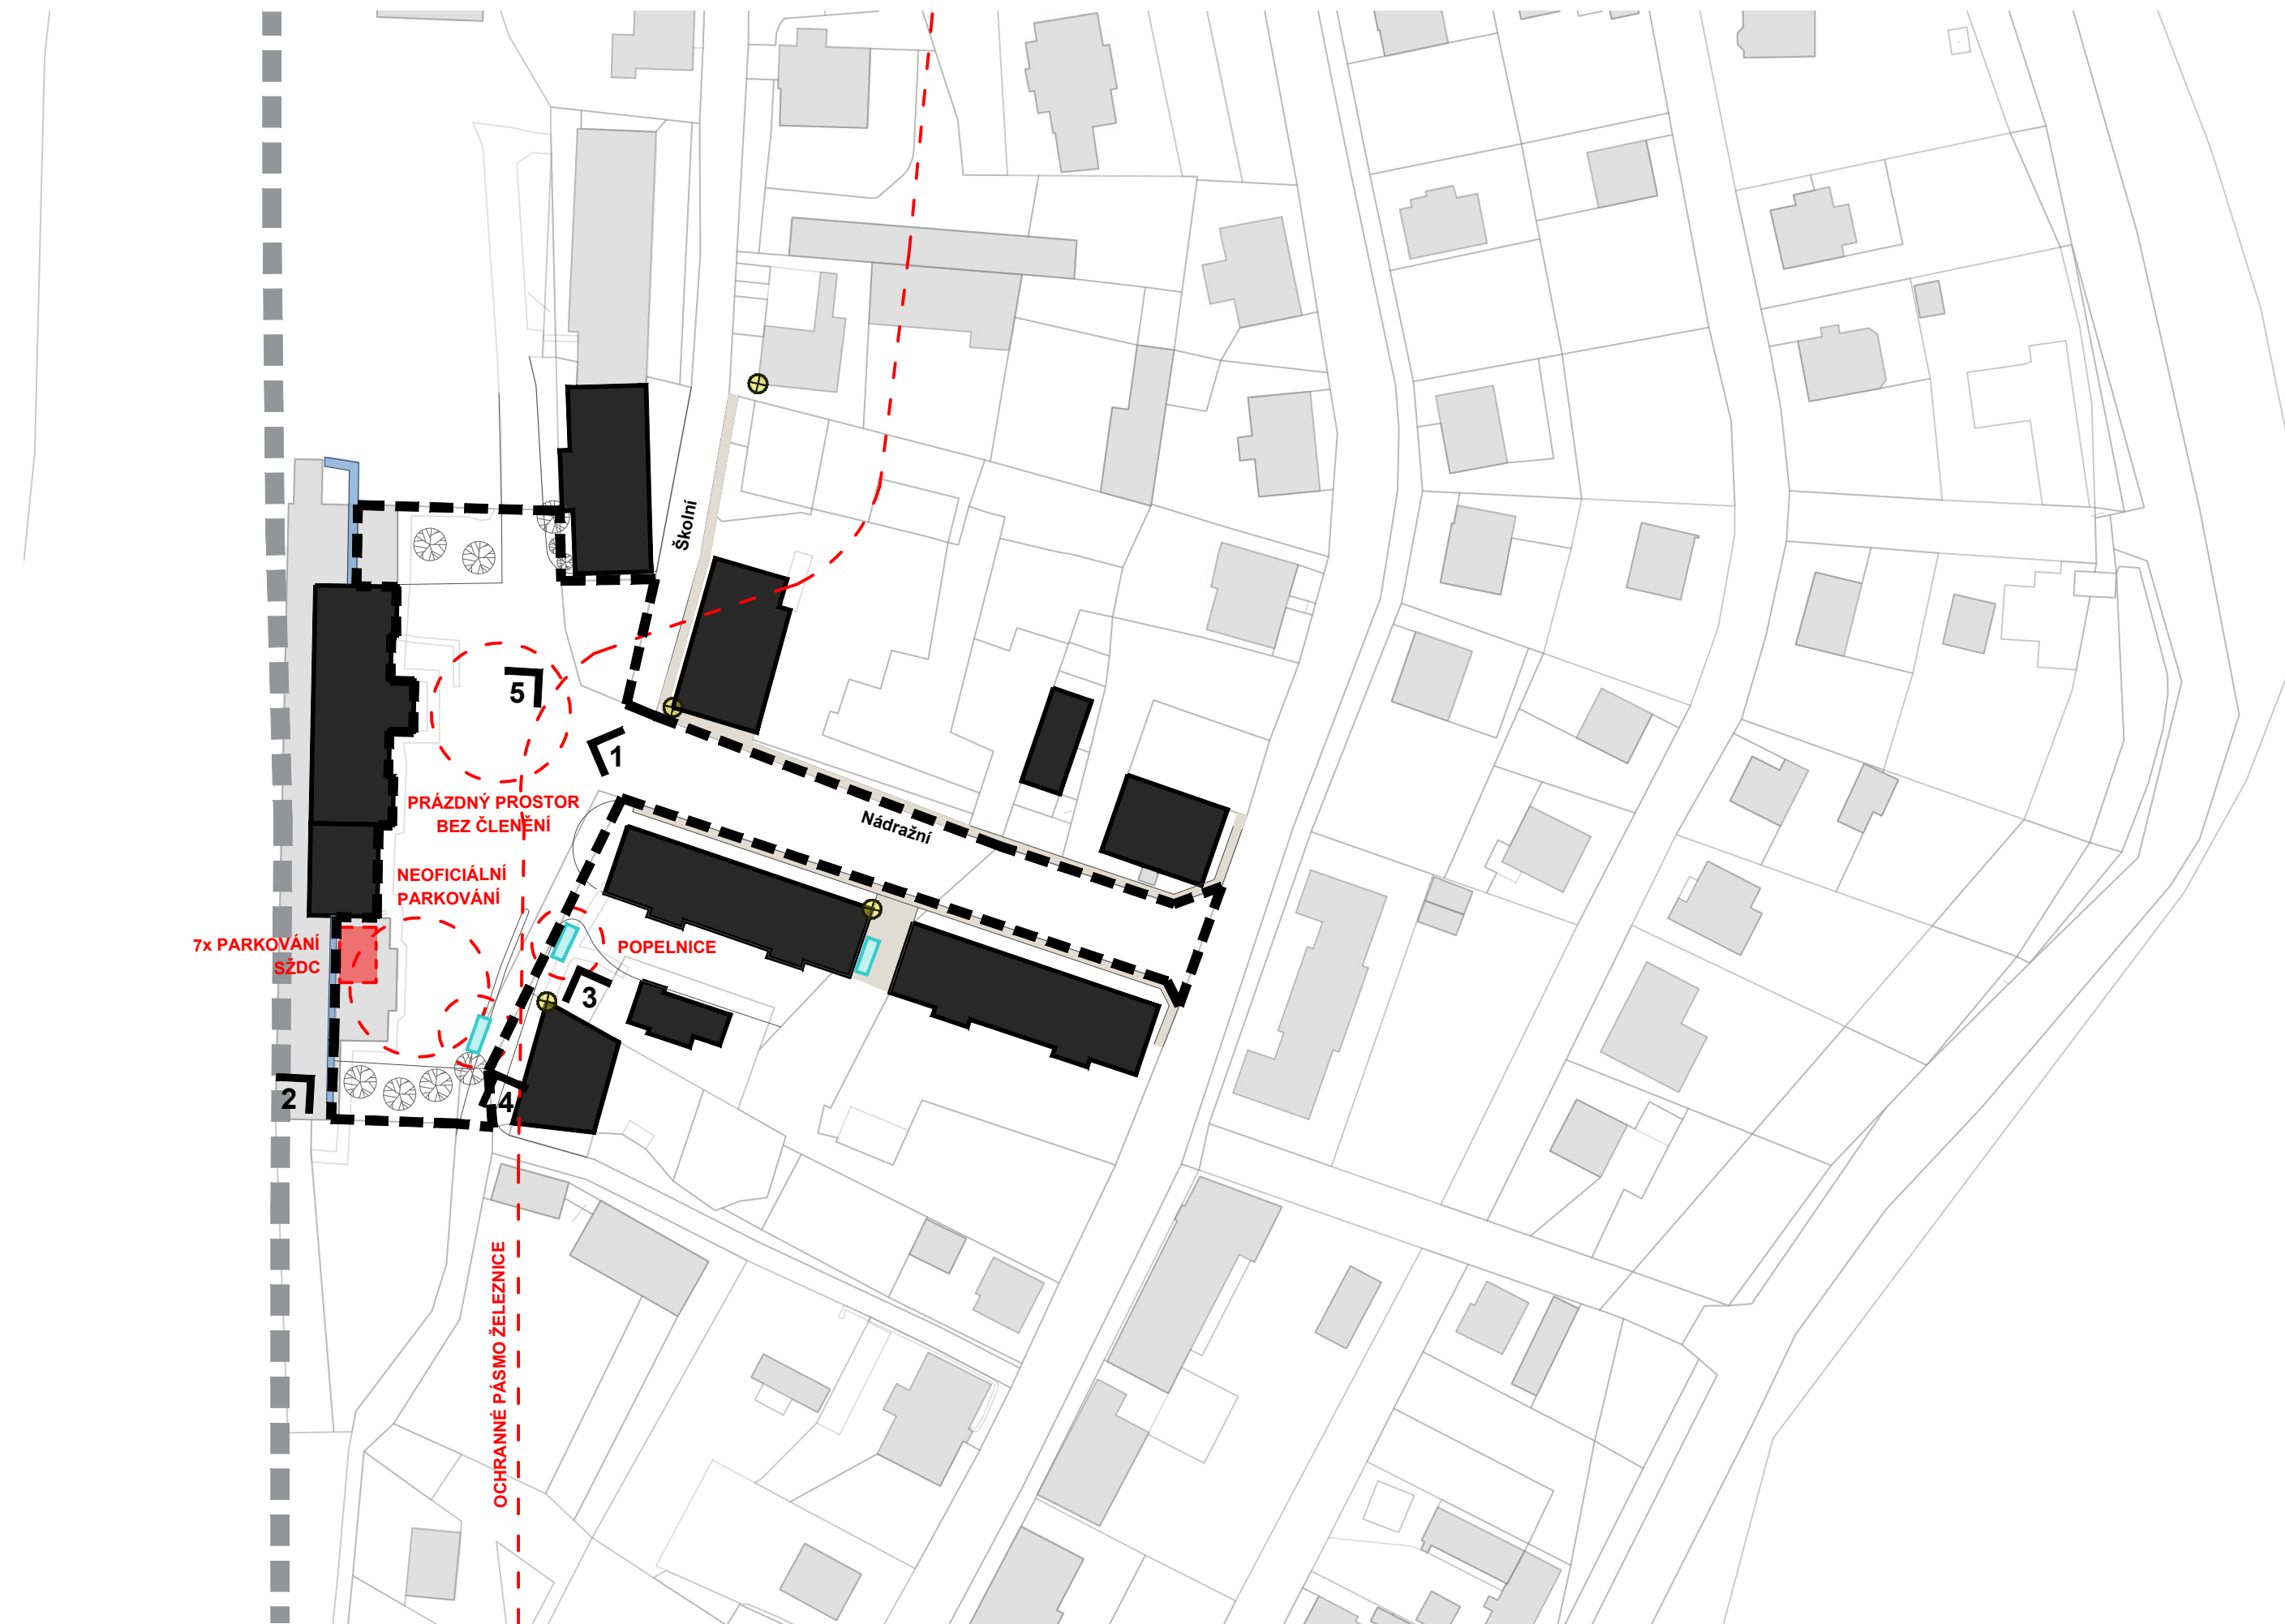 Školní
5
1
PRÁZDNÝ PROSTOR
BEZ ČLENĚNÍ
Nádražní
NEOFICIÁLNÍ
PARKOVÁNÍ
7x PARKOVÁNÍ
SŽDC
POPELNICE
3
2
4
OCHRANNÉ PÁSMO ŽELEZNICE